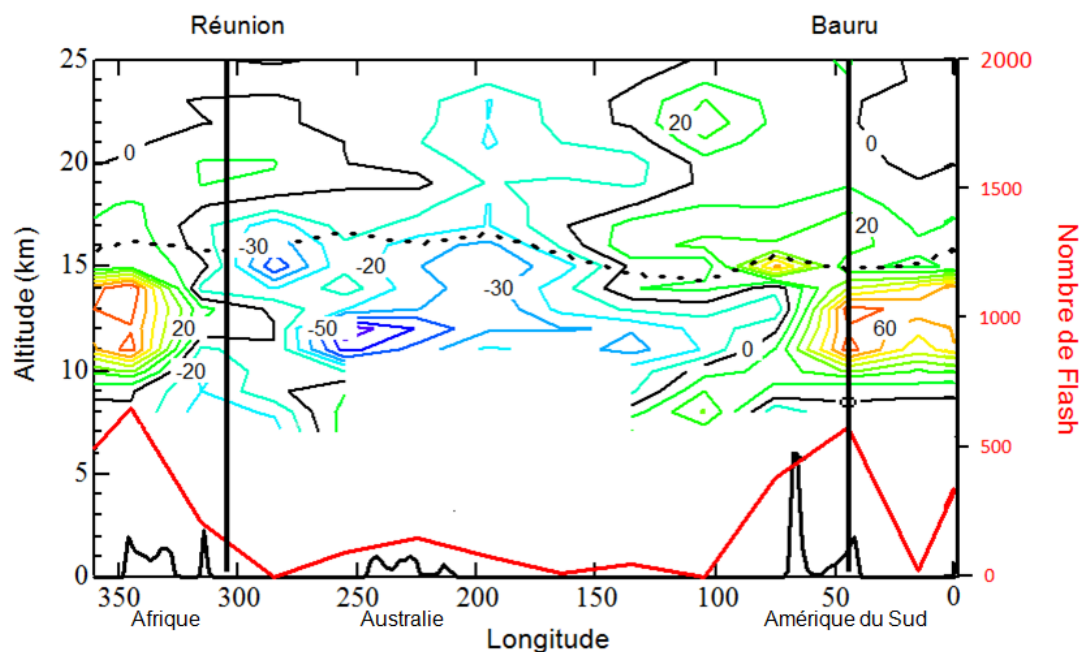 Réunion Bauru
25 2000
20 1500
15 1000
10 500
5
0 0
Altitude (km)
Nombre de Flash
0 20 0
-30 -20 20
-30
20 -50 60
-20 0
350 300 250 200 150 100 50 0
Afrique Australie Amérique du Sud
Longitude